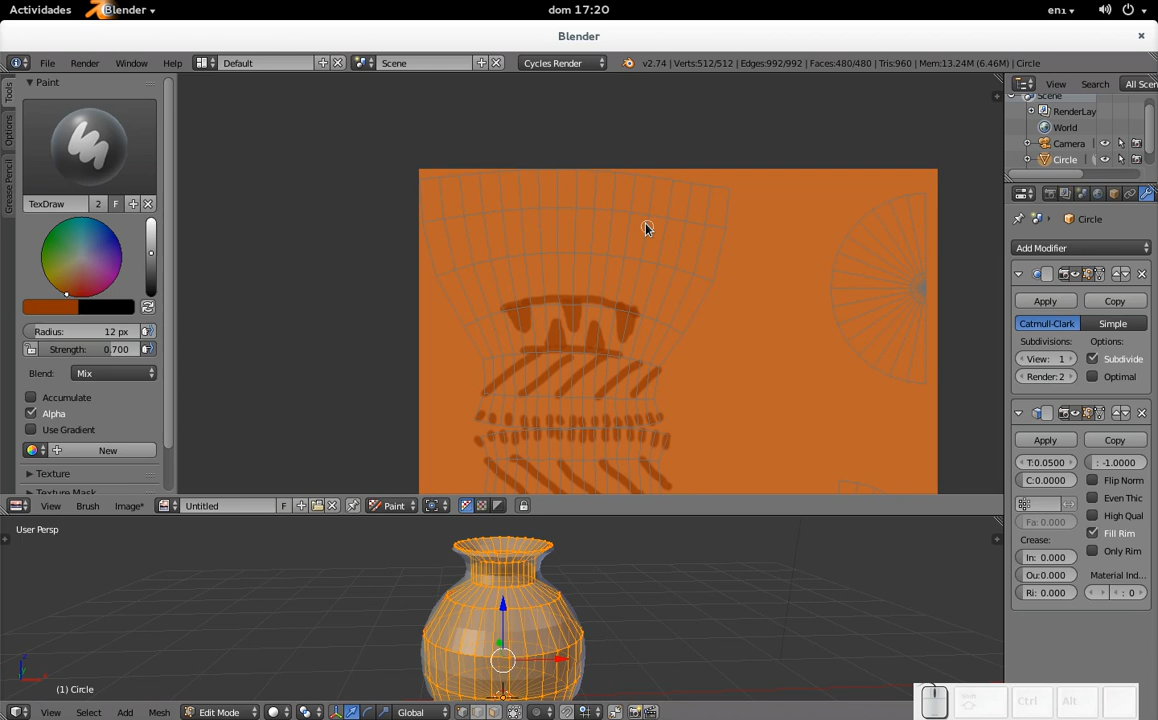 Actividades Blender dom 17:20 en₁
Blender
File Render Window Help Default Scene Cycles Render v2.74 | Verts:512/512 | Edges:992/992 | Faces:480/480 | Tris:960 | Mem:13.24M (6.46M) | Circle
Tools
Options
Grease Pencil
Paint
TexDraw 2 F
Radius: 12 px
Strength: 0.700
Blend: Mix
Accumulate
Alpha
Use Gradient
New
Texture
Texture Mask
View Brush Image* Untitled F Paint
User Persp
(1) Circle
View Select Add Mesh Edit Mode Global
View Search All Scen
Scene
RenderLay
World
Camera
Circle
Circle
Add Modifier
Apply Copy
Catmull-Clark Simple
Subdivisions: Options:
View: 1 Subdivide
Render: 2 Optimal
Apply Copy
T:0.0500 : -1.0000
C:0.0000 Flip Norm
Even Thic
Fa: 0.000 High Qual
Crease: Fill Rim
In: 0.000 Only Rim
Ou:0.000 Material Ind...
Ri: 0.000 : 0
Ctrl Alt